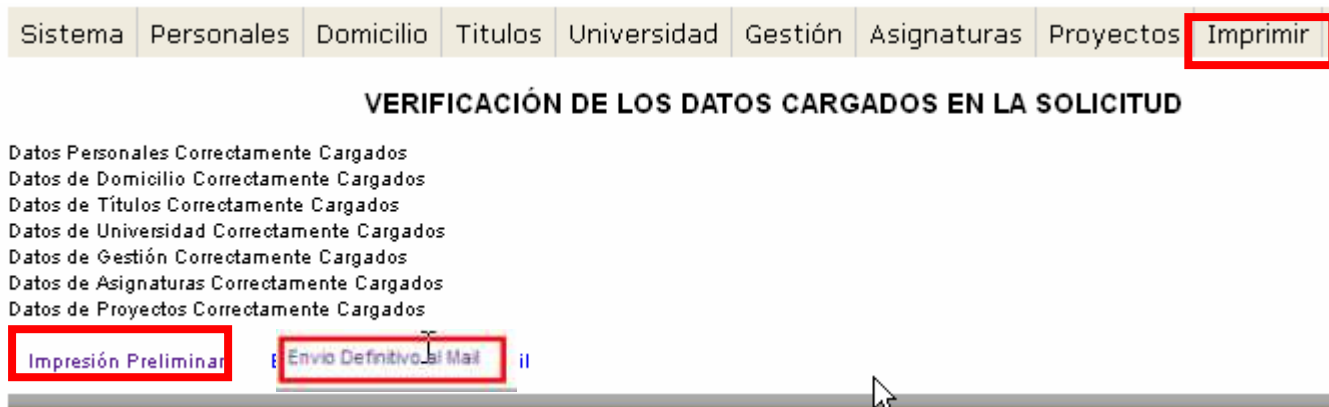 Sistema Personales Domicilio Titulos Universidad Gestión Asignaturas Proyectos Imprimir
VERIFICACIÓN DE LOS DATOS CARGADOS EN LA SOLICITUD
Datos Personales Correctamente Cargados
Datos de Domicilio Correctamente Cargados
Datos de Títulos Correctamente Cargados
Datos de Universidad Correctamente Cargados
Datos de Gestión Correctamente Cargados
Datos de Asignaturas Correctamente Cargados
Datos de Proyectos Correctamente Cargados
Impresión Preliminar Envio Definitivo al Mail